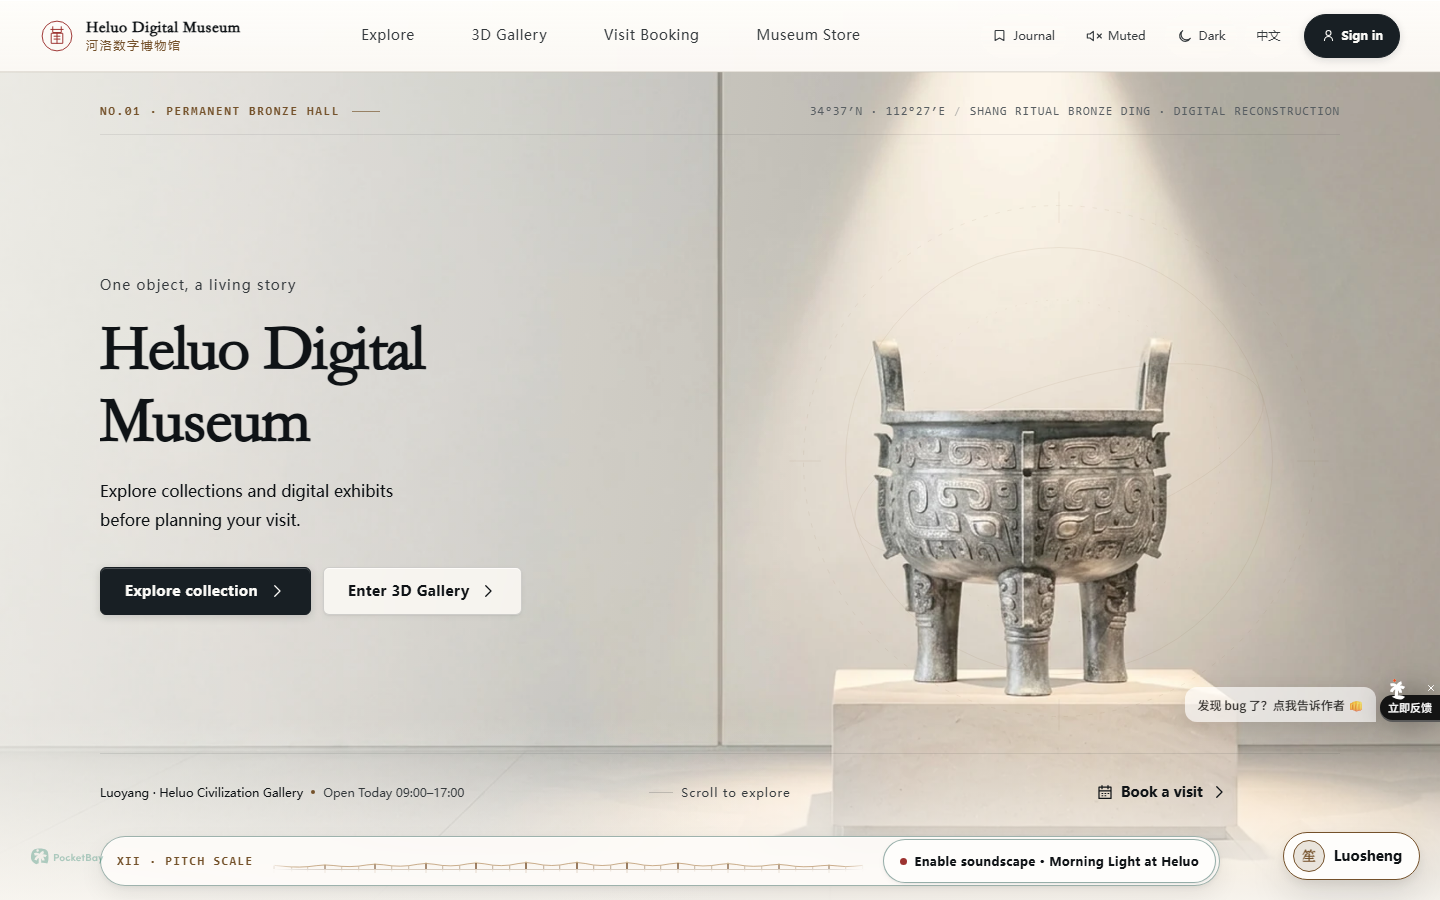 Heluo Digital Museum
河洛数字博物馆
Explore
3D Gallery
Visit Booking
Museum Store
Journal
Muted
Dark
中文
Sign in
NO.01 · PERMANENT BRONZE HALL
34°37′N · 112°27′E / SHANG RITUAL BRONZE DING · DIGITAL RECONSTRUCTION
One object, a living story
Heluo Digital
Museum
Explore collections and digital exhibits
before planning your visit.
Explore collection
Enter 3D Gallery
发现 bug 了？点我告诉作者 👊
立即反馈
Luoyang · Heluo Civilization Gallery • Open Today 09:00–17:00
Scroll to explore
Book a visit
PocketBay
XII · PITCH SCALE
Enable soundscape • Morning Light at Heluo
笙
Luosheng